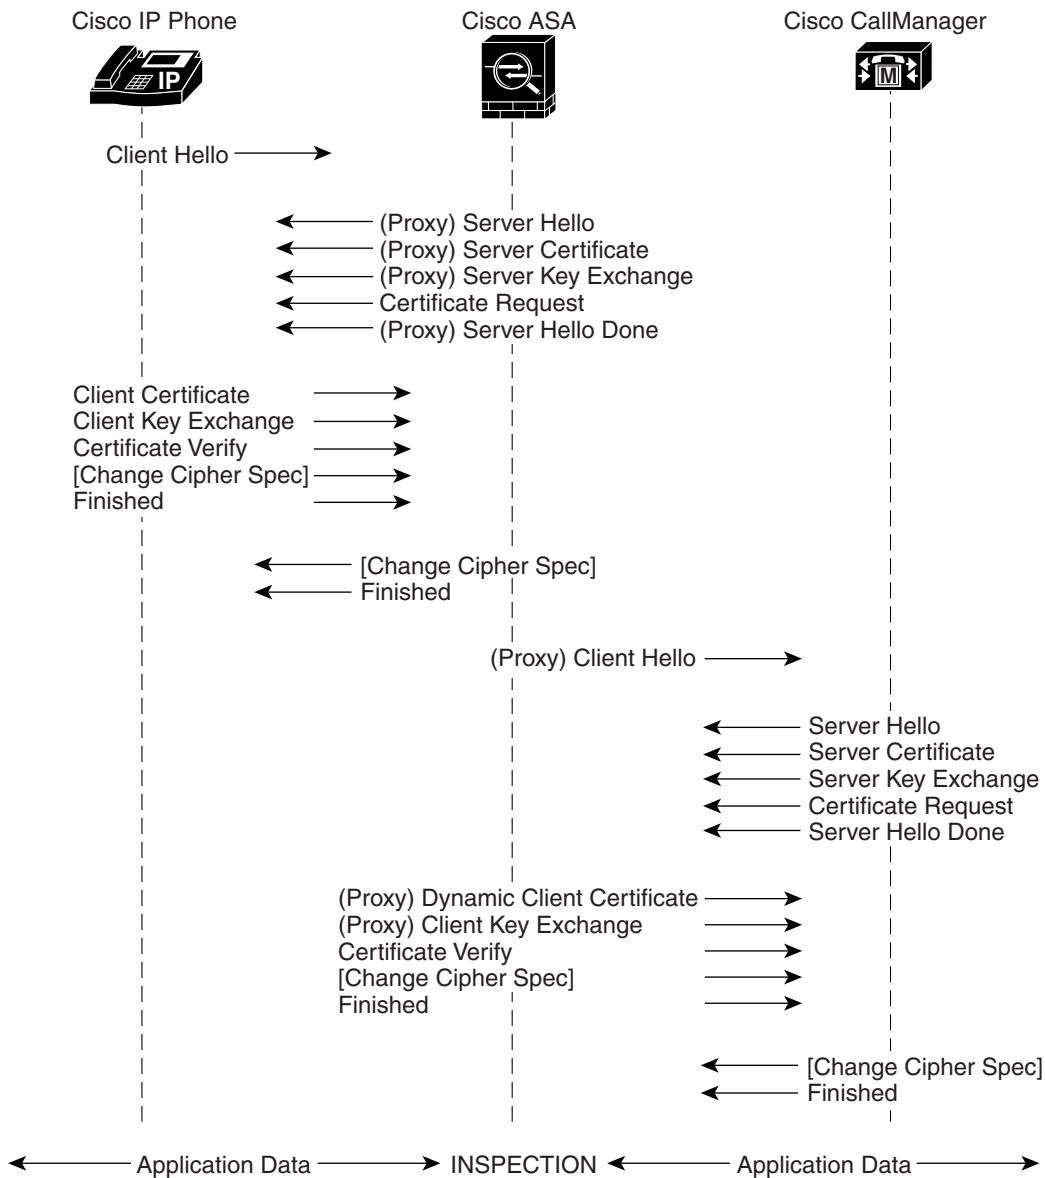 Cisco IP Phone
Cisco ASA
Cisco CallManager
IP
M
Client Hello
(Proxy) Server Hello
(Proxy) Server Certificate
(Proxy) Server Key Exchange
Certificate Request
(Proxy) Server Hello Done
Client Certificate
Client Key Exchange
Certificate Verify
[Change Cipher Spec]
Finished
[Change Cipher Spec]
Finished
(Proxy) Client Hello
Server Hello
Server Certificate
Server Key Exchange
Certificate Request
Server Hello Done
(Proxy) Dynamic Client Certificate
(Proxy) Client Key Exchange
Certificate Verify
[Change Cipher Spec]
Finished
[Change Cipher Spec]
Finished
Application Data
INSPECTION
Application Data